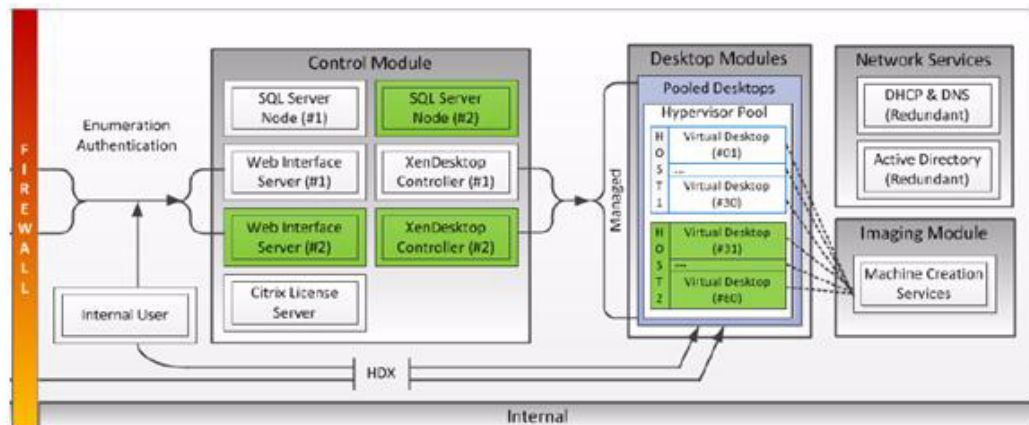 FIREWALL
Enumeration
Authentication
Internal User
Control Module
SQL Server
Node (#1)
SQL Server
Node (#2)
Web Interface
Server (#1)
XenDesktop
Controller (#1)
Web Interface
Server (#2)
XenDesktop
Controller (#2)
Citrix License
Server
HDX
Managed
Desktop Modules
Pooled Desktops
Hypervisor Pool
HOST1
Virtual Desktop
(#01)
...
Virtual Desktop
(#30)
HOST2
Virtual Desktop
(#31)
...
Virtual Desktop
(#60)
Network Services
DHCP & DNS
(Redundant)
Active Directory
(Redundant)
Imaging Module
Machine Creation
Services
Internal